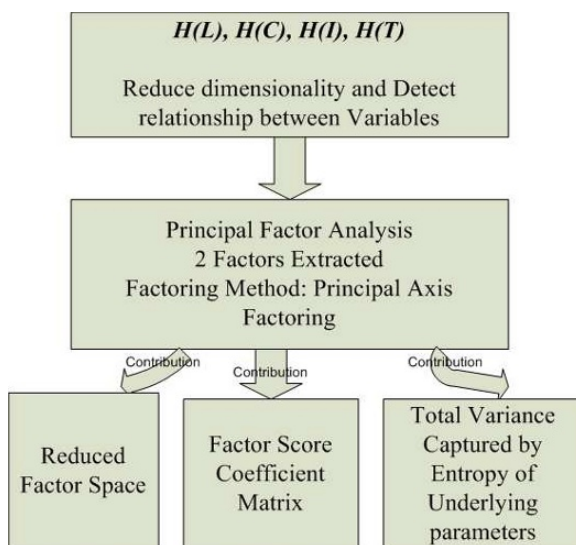 H(L), H(C), H(I), H(T)
Reduce dimensionality and Detect
relationship between Variables
Principal Factor Analysis
2 Factors Extracted
Factoring Method: Principal Axis
Factoring
Contribution
Contribution
Contribution
Reduced
Factor Space
Factor Score
Coefficient
Matrix
Total Variance
Captured by
Entropy of
Underlying
parameters